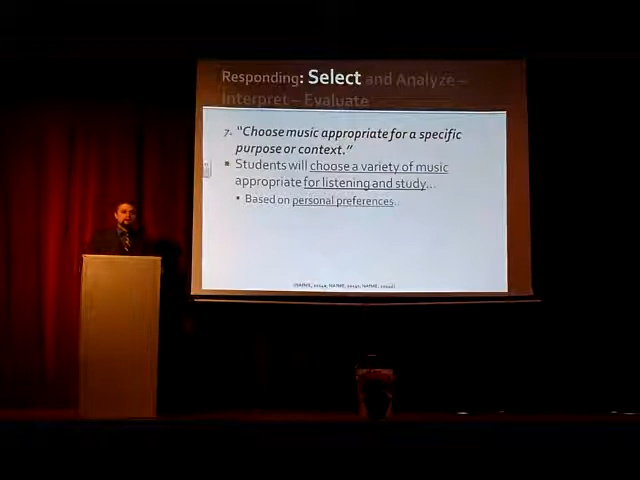 Responding: Select and Analyze –
Interpret – Evaluate
7. "Choose music appropriate for a specific
purpose or context."
Students will choose a variety of music
appropriate for listening and study...
Based on personal preferences..